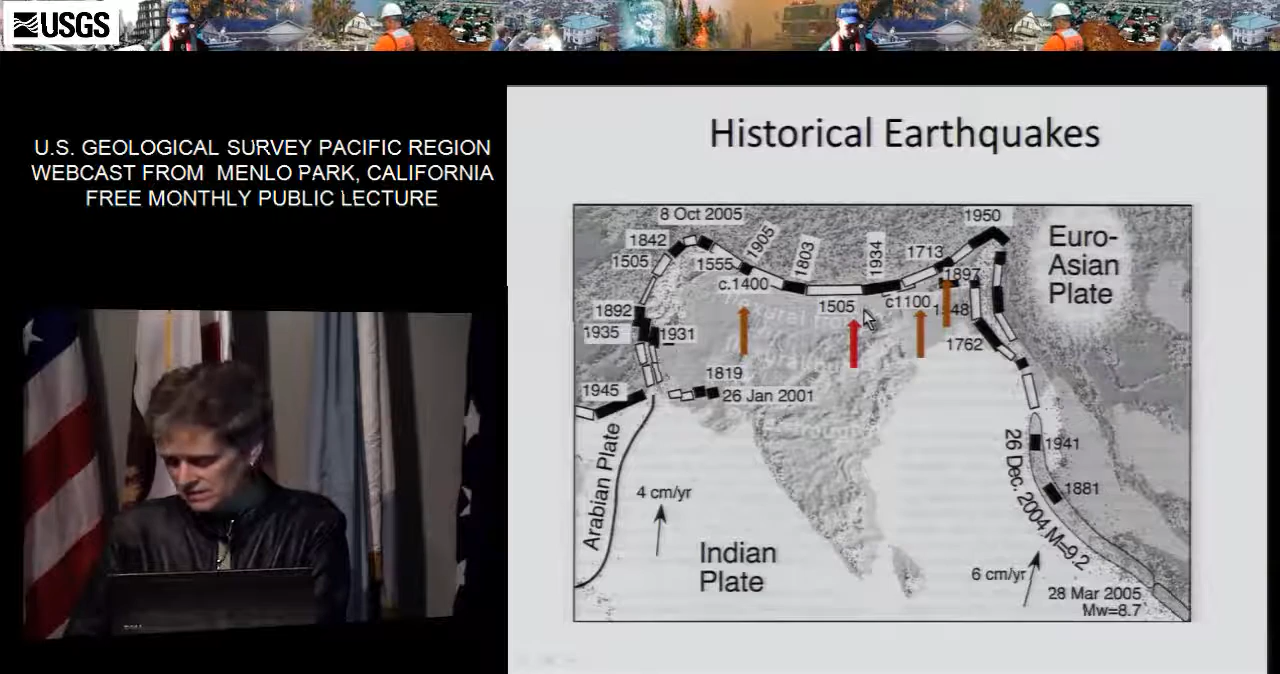 USGS
U.S. GEOLOGICAL SURVEY PACIFIC REGION
WEBCAST FROM MENLO PARK, CALIFORNIA
FREE MONTHLY PUBLIC LECTURE
Historical Earthquakes
8 Oct 2005
1950
1842
1905
1803
1934
1713
Euro-
Asian
Plate
1505
1555
c.1400
1897
1505
c1100
1892
1935
1931
1762
1819
26 Jan 2001
1945
Arabian Plate
4 cm/yr
Indian
Plate
1941
1881
26 Dec. 2004 M=9.2
6 cm/yr
28 Mar 2005
Mw=8.7